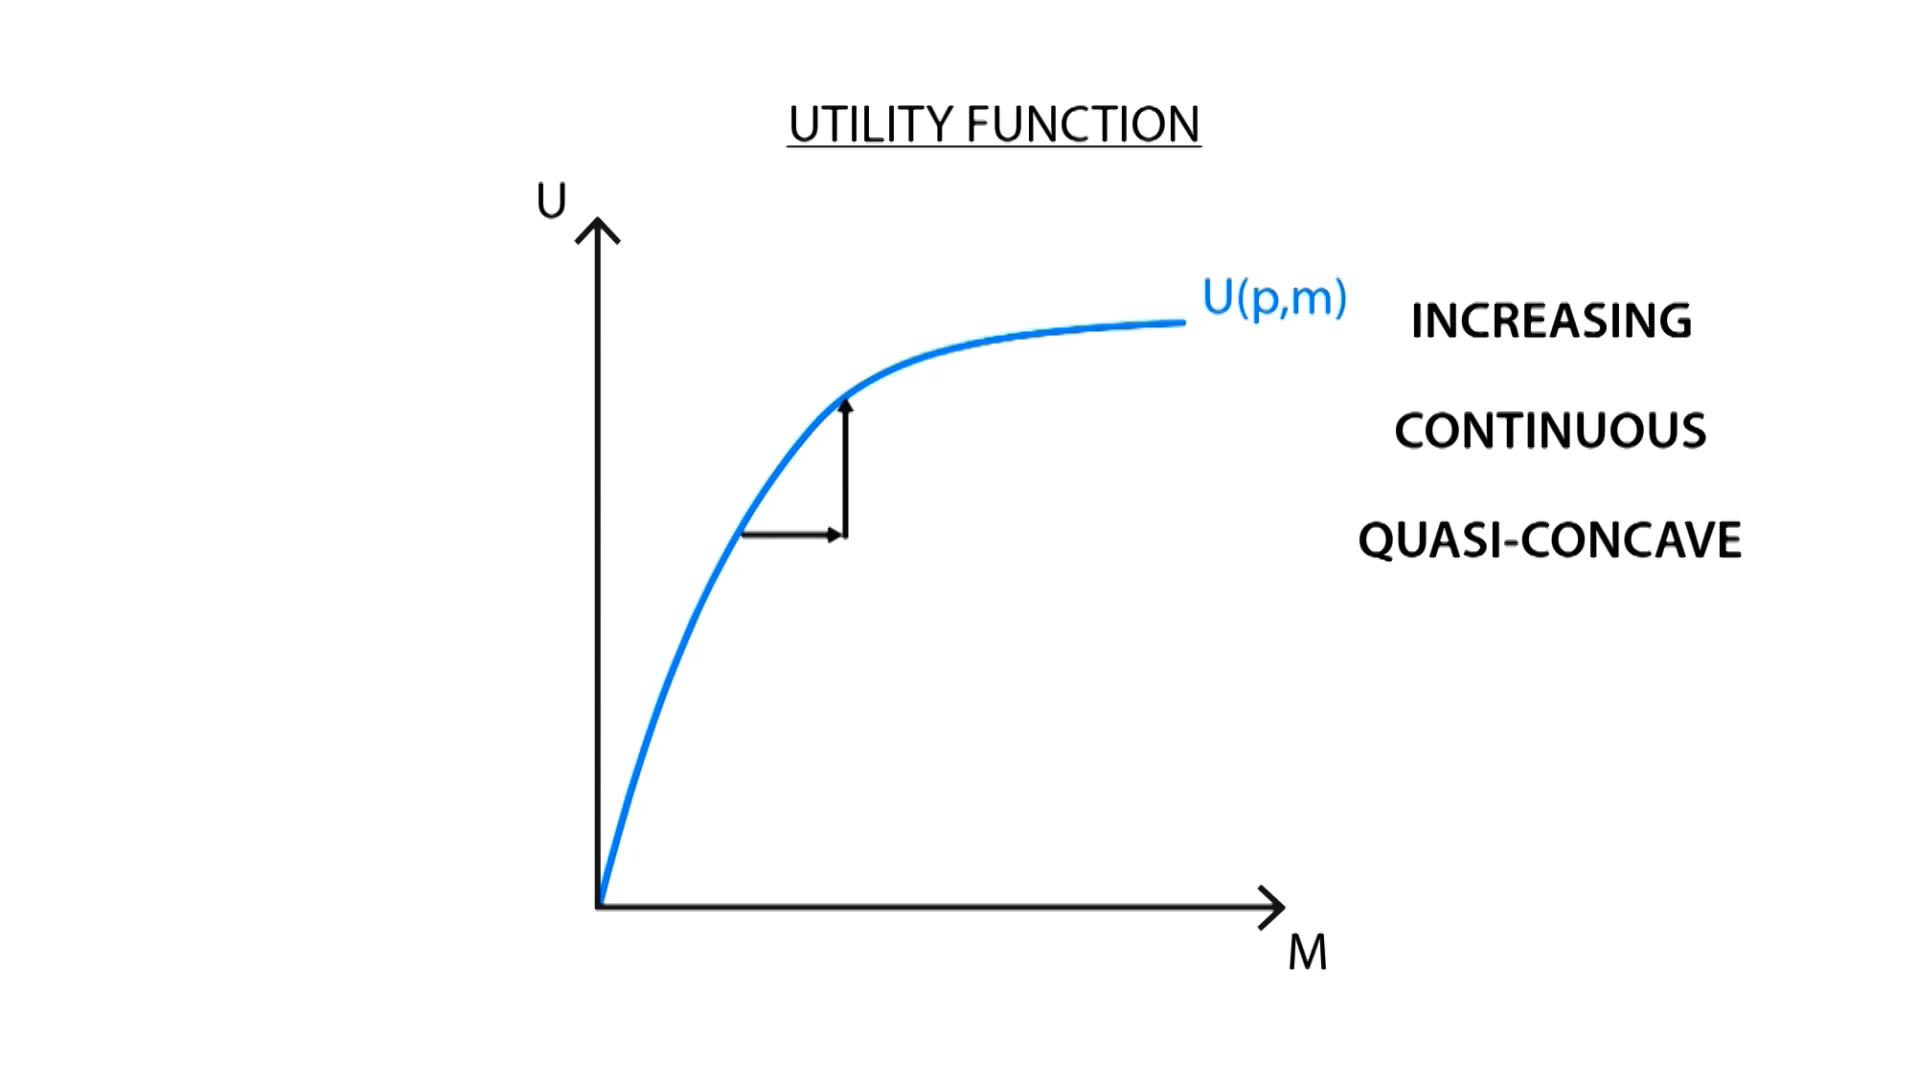 UTILITY FUNCTION
U
U(p,m)
INCREASING
CONTINUOUS
QUASI-CONCAVE
M